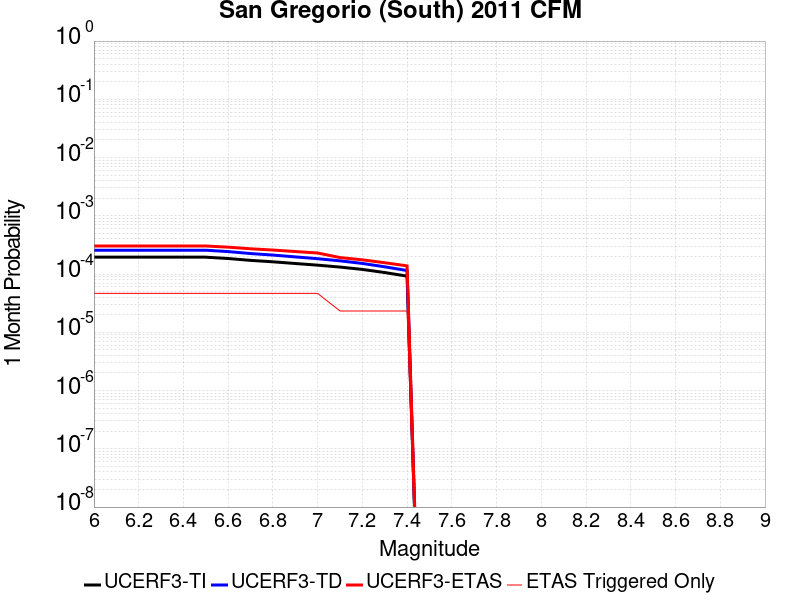 San Gregorio (South) 2011 CFM
10^0
10^-1
10^-2
10^-3
10^-4
10^-5
10^-6
10^-7
10^-8
1 Month Probability
6 6.2 6.4 6.6 6.8 7 7.2 7.4 7.6 7.8 8 8.2 8.4 8.6 8.8 9
Magnitude
UCERF3-TI UCERF3-TD UCERF3-ETAS ETAS Triggered Only